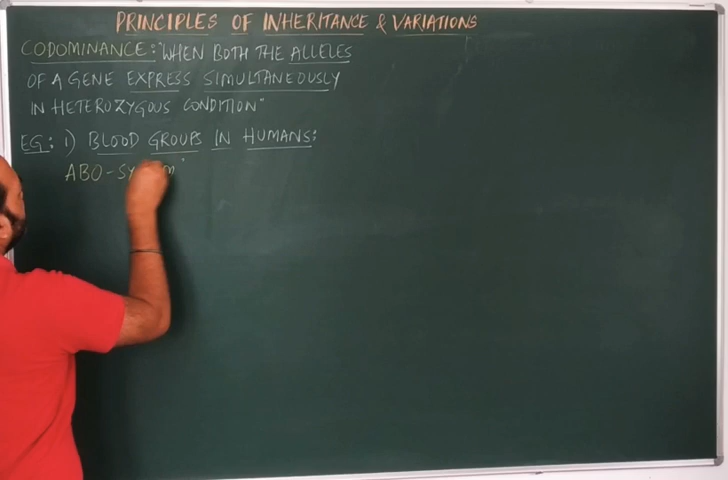 PRINCIPLES OF INHERITANCE & VARIATIONS
CODOMINANCE: "WHEN BOTH THE ALLELES
OF A GENE EXPRESS SIMULTANEOUSLY
IN HETEROZYGOUS CONDITION"
EG: 1) BLOOD GROUPS IN HUMANS:
ABO-